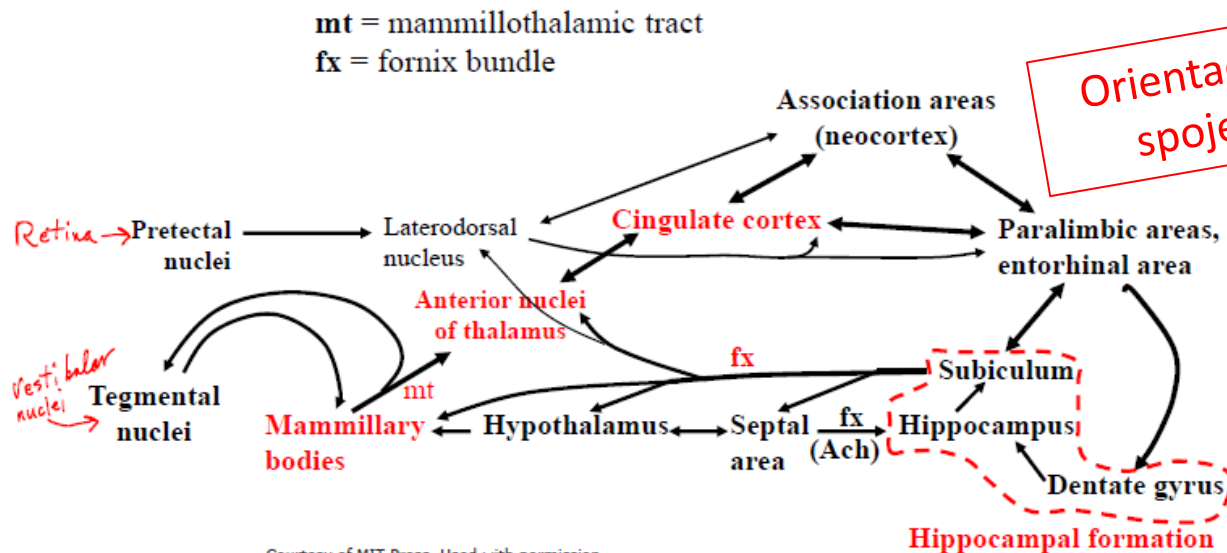 mt = mammillothalamic tract
fx = fornix bundle
Association areas
(neocortex)
Retina → Pretectal
nuclei
Laterodorsal
nucleus
Cingulate cortex
Paralimbic areas,
entorhinal area
Anterior nuclei
of thalamus
Vestibular
nuclei
Tegmental
nuclei
mt
Mammillary
bodies
Hypothalamus
Septal
area
fx
fx
(Ach)
Subiculum
Hippocampus
Dentate gyrus
Hippocampal formation